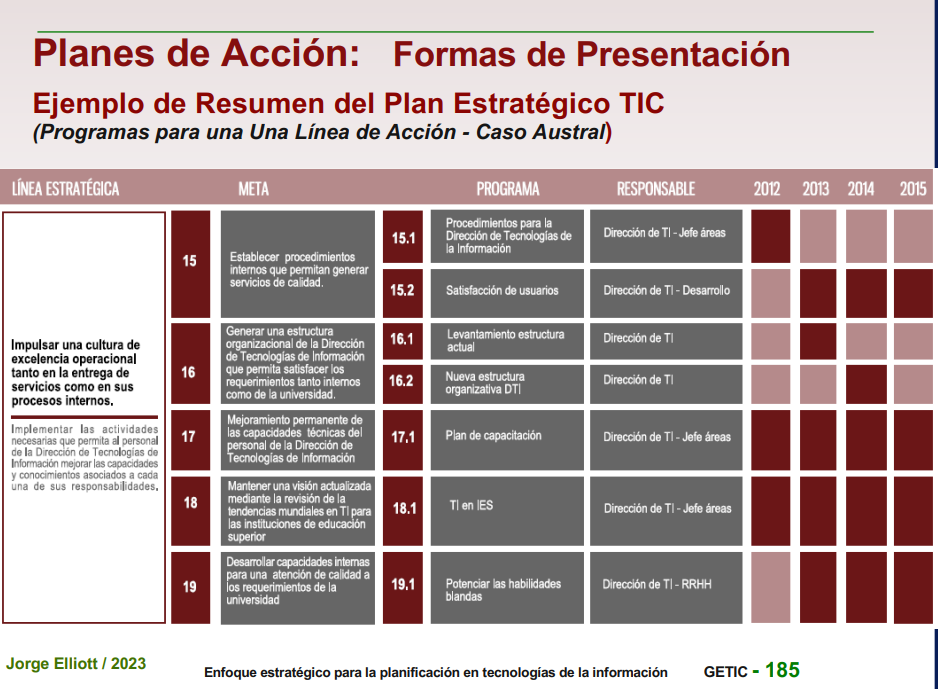 Planes de Acción: Formas de Presentación
Ejemplo de Resumen del Plan Estratégico TIC
(Programas para una Una Línea de Acción - Caso Austral)
LÍNEA ESTRATÉGICA META PROGRAMA RESPONSABLE 2012 2013 2014 2015
Impulsar una cultura de
excelencia operacional
tanto en la entrega de
servicios como en sus
procesos internos.
Implementar las actividades
necesarias que permita al personal
de la Dirección de Tecnologías de
Información mejorar las capacidades
y conocimientos asociados a cada
una de sus responsabilidades.
15
Establecer procedimientos
internos que permitan generar
servicios de calidad.
15.1
Procedimientos para la
Dirección de Tecnologías de
la Información
Dirección de TI - Jefe áreas
15.2
Satisfacción de usuarios
Dirección de TI - Desarrollo
16
Generar una estructura
organizacional de la Dirección
de Tecnologías de Información
que permita satisfacer los
requerimientos tanto internos
como de la universidad.
16.1
Levantamiento estructura
actual
Dirección de TI
16.2
Nueva estructura
organizativa DTI
Dirección de TI
17
Mejoramiento permanente de
las capacidades técnicas del
personal de la Dirección de
Tecnologías de Información
17.1
Plan de capacitación
Dirección de TI - Jefe áreas
18
Mantener una visión actualizada
mediante la revisión de la
tendencias mundiales en TI para
las instituciones de educación
superior
18.1
TI en IES
Dirección de TI - Jefe áreas
19
Desarrollar capacidades internas
para una atención de calidad a
los requerimientos de la
universidad
19.1
Potenciar las habilidades
blandas
Dirección de TI - RRHH
Jorge Elliott / 2023
Enfoque estratégico para la planificación en tecnologías de la información
GETIC - 185